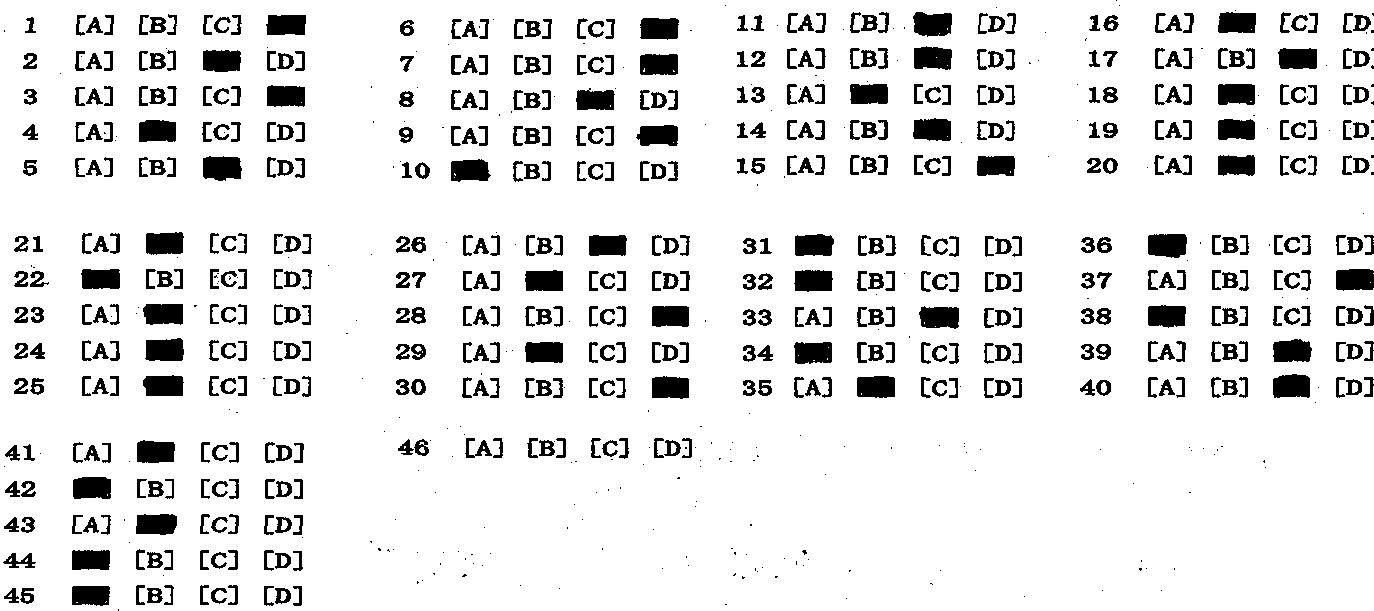 1 [A] [B] [C] 6 [A] [B] [C] 11 [A] [B] [D] 16 [A] [C] [D]
2 [A] [B] [D] 7 [A] [B] [C] 12 [A] [B] [D] 17 [A] [B] [D]
3 [A] [B] [C] 8 [A] [B] [D] 13 [A] [C] [D] 18 [A] [C] [D]
4 [A] [C] [D] 9 [A] [B] [C] 14 [A] [B] [D] 19 [A] [C] [D]
5 [A] [B] [D] 10 [B] [C] [D] 15 [A] [B] [C] 20 [A] [C] [D]
21 [A] [C] [D] 26 [A] [B] [D] 31 [B] [C] [D] 36 [B] [C] [D]
22 [B] [C] [D] 27 [A] [C] [D] 32 [B] [C] [D] 37 [A] [B] [C]
23 [A] [C] [D] 28 [A] [B] [C] 33 [A] [B] [D] 38 [B] [C] [D]
24 [A] [C] [D] 29 [A] [C] [D] 34 [B] [C] [D] 39 [A] [B] [D]
25 [A] [C] [D] 30 [A] [B] [C] 35 [A] [C] [D] 40 [A] [B] [D]
41 [A] [C] [D] 46 [A] [B] [C] [D]
42 [B] [C] [D]
43 [A] [C] [D]
44 [B] [C] [D]
45 [B] [C] [D]